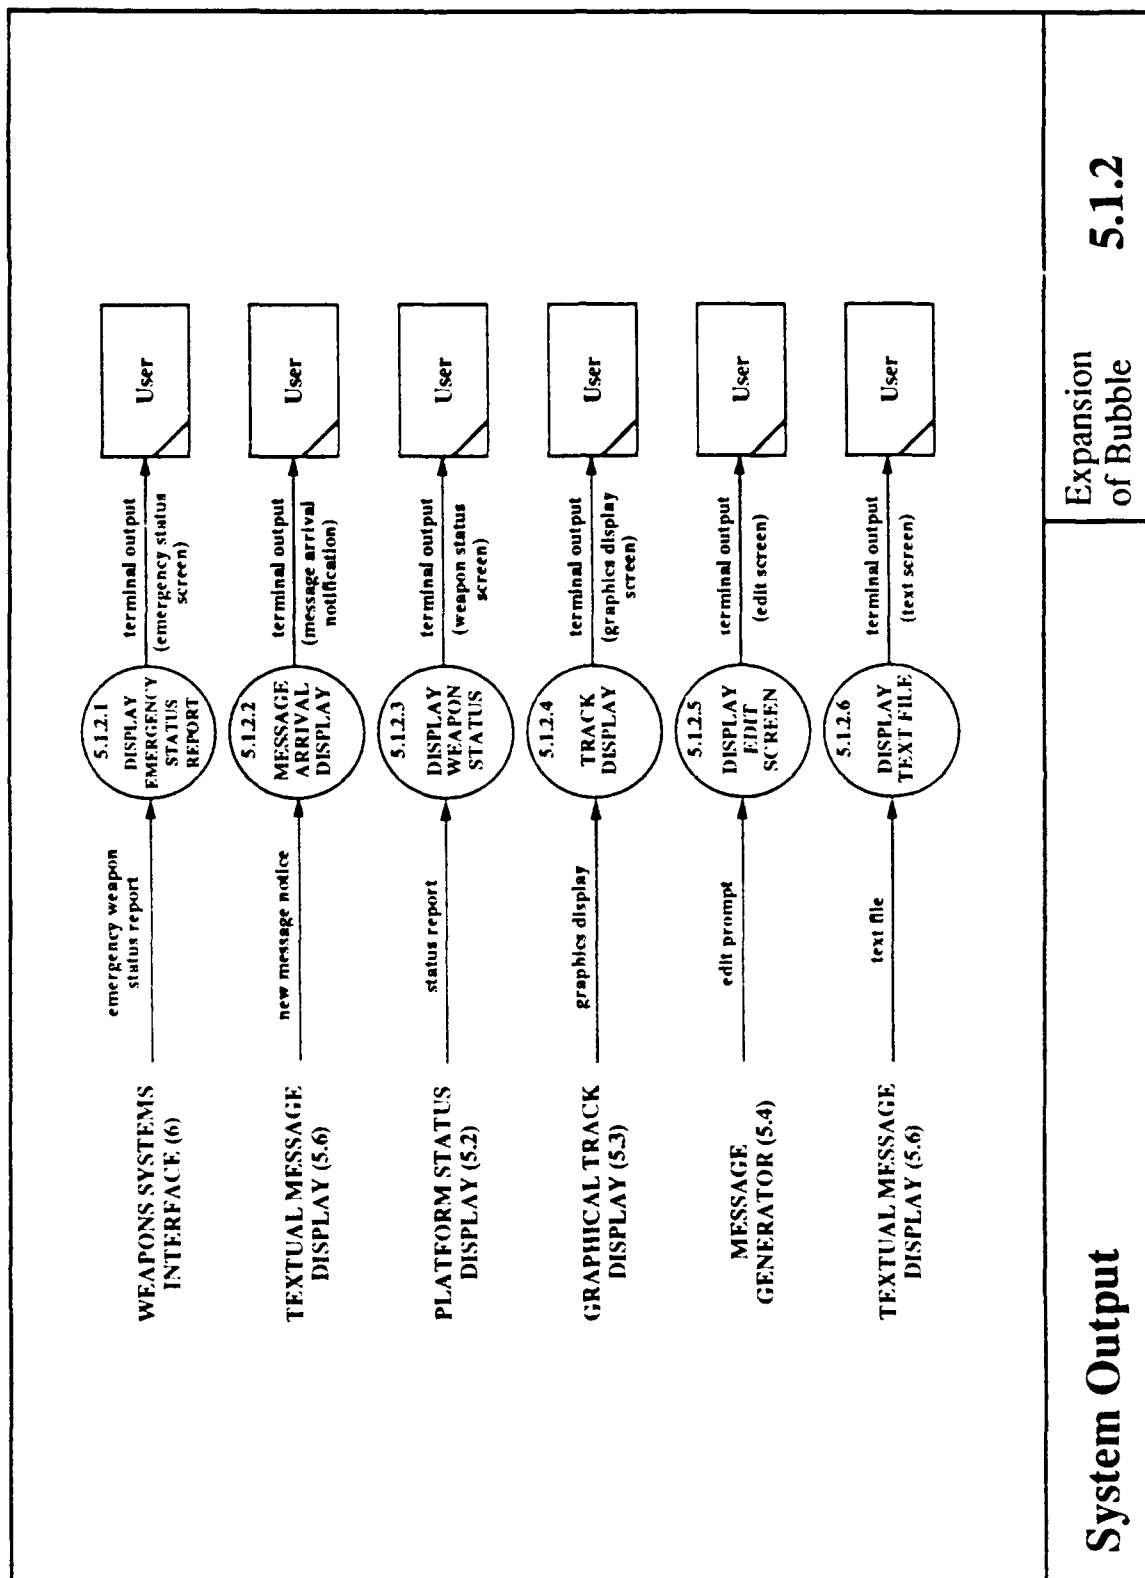 WEAPONS SYSTEMS
INTERFACE (6)
emergency weapon
status report
5.1.2.1
DISPLAY
EMERGENCY
STATUS
REPORT
terminal output
(emergency status
screen)
User
TEXTUAL MESSAGE
DISPLAY (5.6)
new message notice
5.1.2.2
MESSAGE
ARRIVAL
DISPLAY
terminal output
(message arrival
notification)
User
PLATFORM STATUS
DISPLAY (5.2)
status report
5.1.2.3
DISPLAY
WEAPON
STATUS
terminal output
(weapon status
screen)
User
GRAPHICAL TRACK
DISPLAY (5.3)
graphics display
5.1.2.4
TRACK
DISPLAY
terminal output
(graphics display
screen)
User
MESSAGE
GENERATOR (5.4)
edit prompt
5.1.2.5
DISPLAY
EDIT
SCREEN
terminal output
(edit screen)
User
TEXTUAL MESSAGE
DISPLAY (5.6)
text file
5.1.2.6
DISPLAY
TEXT FILE
terminal output
(text screen)
User
System Output
Expansion
of Bubble
5.1.2